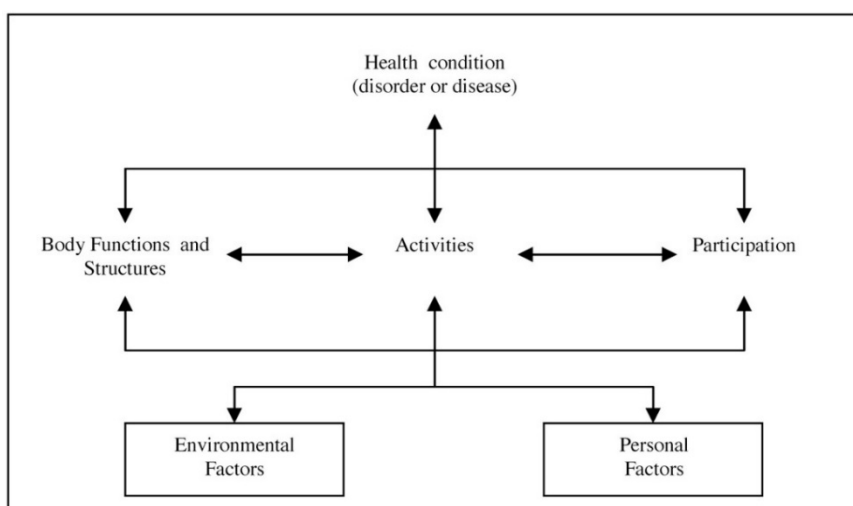 Health condition
(disorder or disease)
Body Functions and
Structures
Activities
Participation
Environmental
Factors
Personal
Factors